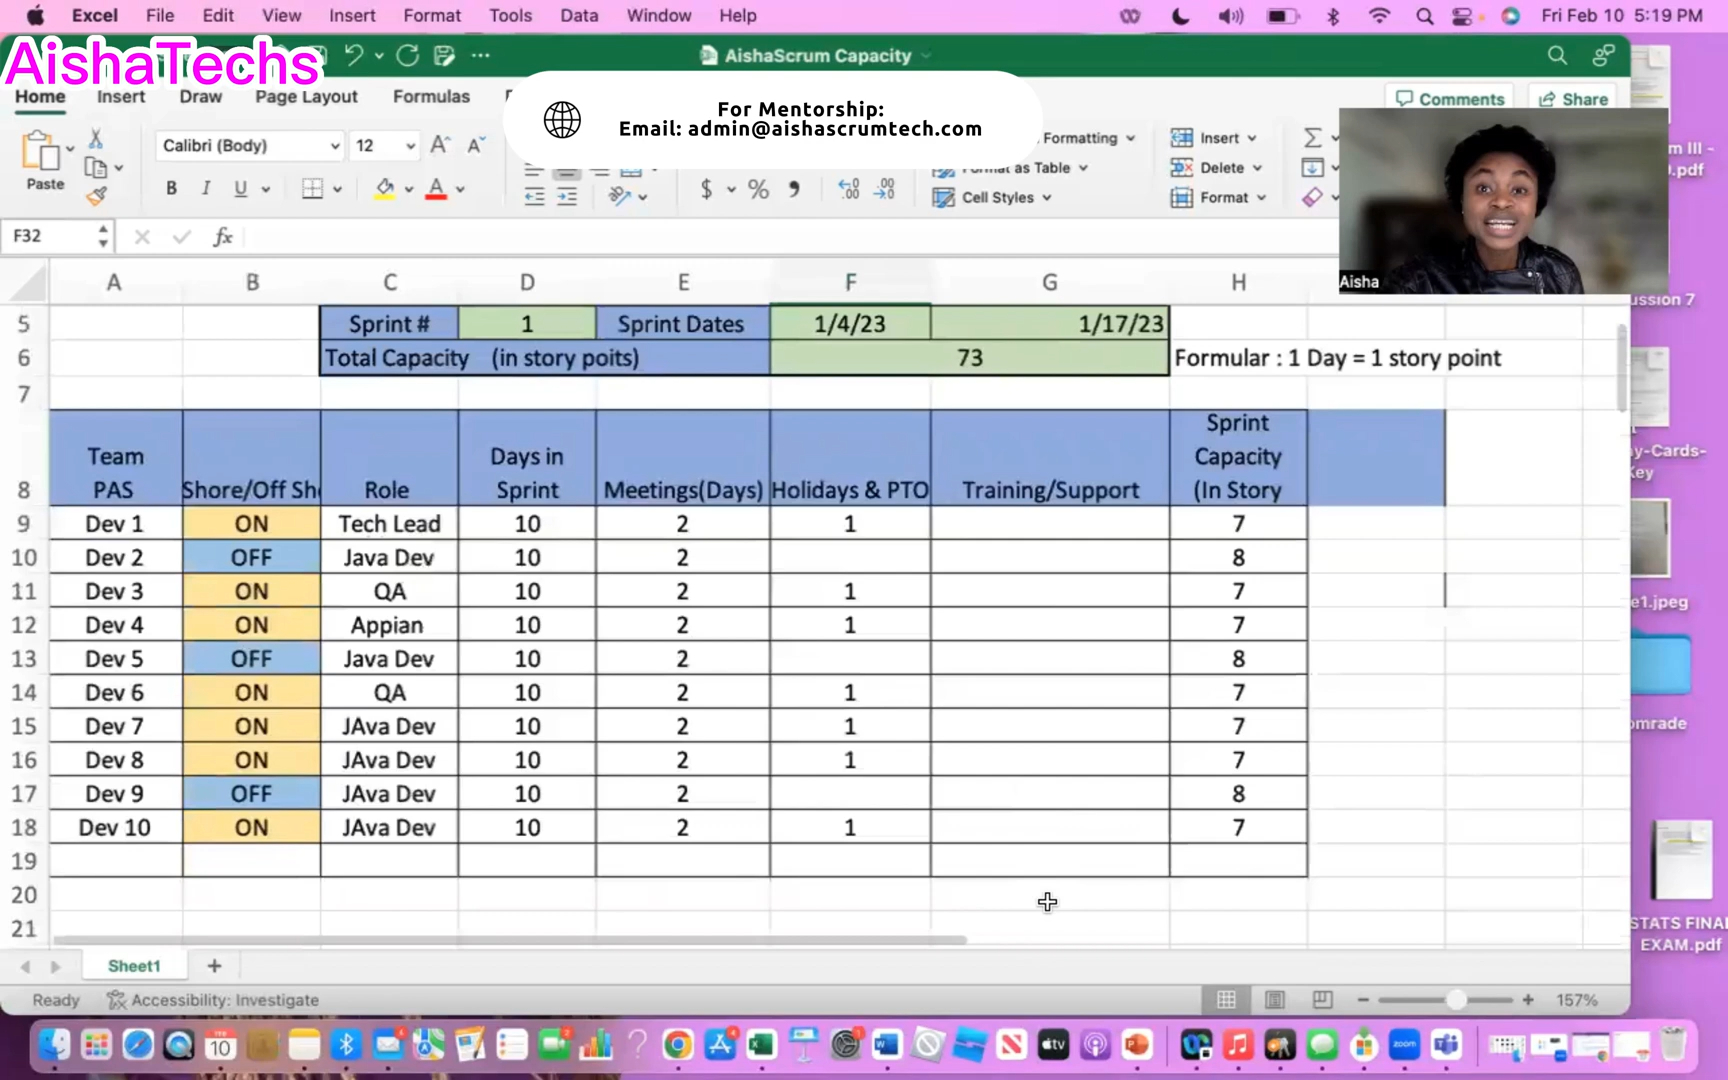 Excel File Edit View Insert Format Tools Data Window Help Fri Feb 10 5:19 PM
AishaTechs
AishaScrum Capacity
Home Insert Draw Page Layout Formulas
Comments Share
For Mentorship:
Email: admin@aishascrumtech.com
Paste
Calibri (Body) 12
B I U
$ % ,
Formatting
as Table
Cell Styles
Insert
Delete
Format
Aisha
F32 fx
A B C D E F G H
5 Sprint # 1 Sprint Dates 1/4/23 1/17/23
6 Total Capacity (in story poits) 73 Formular : 1 Day = 1 story point
7
8 Team PAS Shore/Off Sh Role Days in Sprint Meetings(Days) Holidays & PTO Training/Support Sprint Capacity (In Story
9 Dev 1 ON Tech Lead 10 2 1 7
10 Dev 2 OFF Java Dev 10 2 8
11 Dev 3 ON QA 10 2 1 7
12 Dev 4 ON Appian 10 2 1 7
13 Dev 5 OFF Java Dev 10 2 8
14 Dev 6 ON QA 10 2 1 7
15 Dev 7 ON JAva Dev 10 2 1 7
16 Dev 8 ON JAva Dev 10 2 1 7
17 Dev 9 OFF JAva Dev 10 2 8
18 Dev 10 ON JAva Dev 10 2 1 7
19
20
21
Sheet1 +
Ready Accessibility: Investigate 157%
m III -
.pdf
ussion 7
y-Cards-
Key
e1.jpeg
omrade
STATS FINAL
EXAM.pdf
FEB
10
tv
zoom